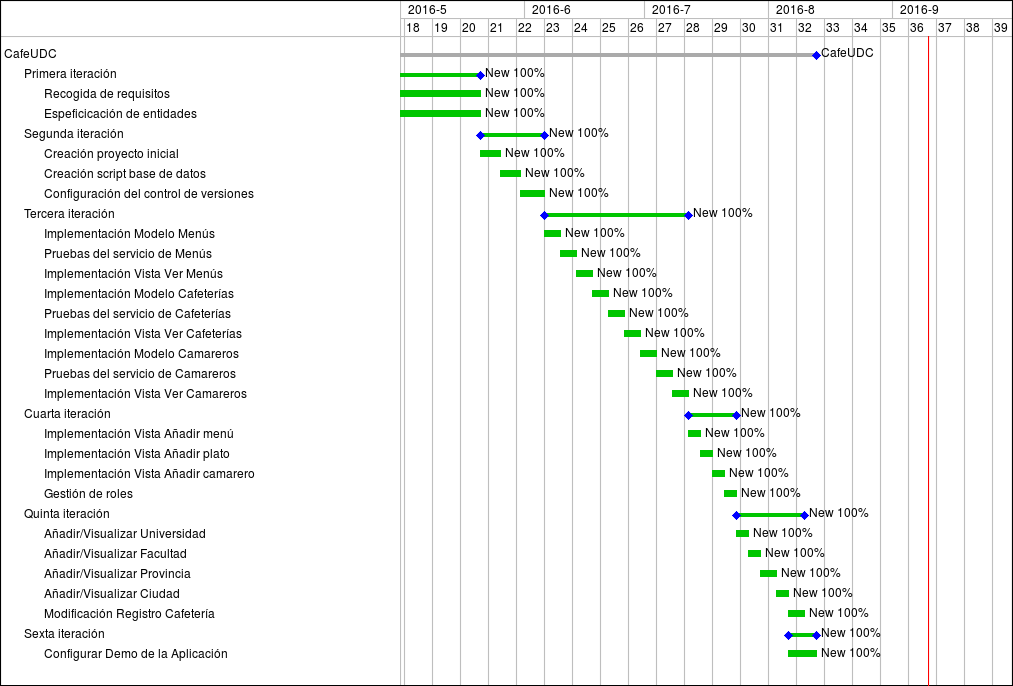 2016-5 2016-6 2016-7 2016-8 2016-9
18 19 20 21 22 23 24 25 26 27 28 29 30 31 32 33 34 35 36 37 38 39
CafeUDC CafeUDC
Primera iteración New 100%
Recogida de requisitos New 100%
Espeficicación de entidades New 100%
Segunda iteración New 100%
Creación proyecto inicial New 100%
Creación script base de datos New 100%
Configuración del control de versiones New 100%
Tercera iteración New 100%
Implementación Modelo Menús New 100%
Pruebas del servicio de Menús New 100%
Implementación Vista Ver Menús New 100%
Implementación Modelo Cafeterías New 100%
Pruebas del servicio de Cafeterías New 100%
Implementación Vista Ver Cafeterías New 100%
Implementación Modelo Camareros New 100%
Pruebas del servicio de Camareros New 100%
Implementación Vista Ver Camareros New 100%
Cuarta iteración New 100%
Implementación Vista Añadir menú New 100%
Implementación Vista Añadir plato New 100%
Implementación Vista Añadir camarero New 100%
Gestión de roles New 100%
Quinta iteración New 100%
Añadir/Visualizar Universidad New 100%
Añadir/Visualizar Facultad New 100%
Añadir/Visualizar Provincia New 100%
Añadir/Visualizar Ciudad New 100%
Modificación Registro Cafetería New 100%
Sexta iteración New 100%
Configurar Demo de la Aplicación New 100%